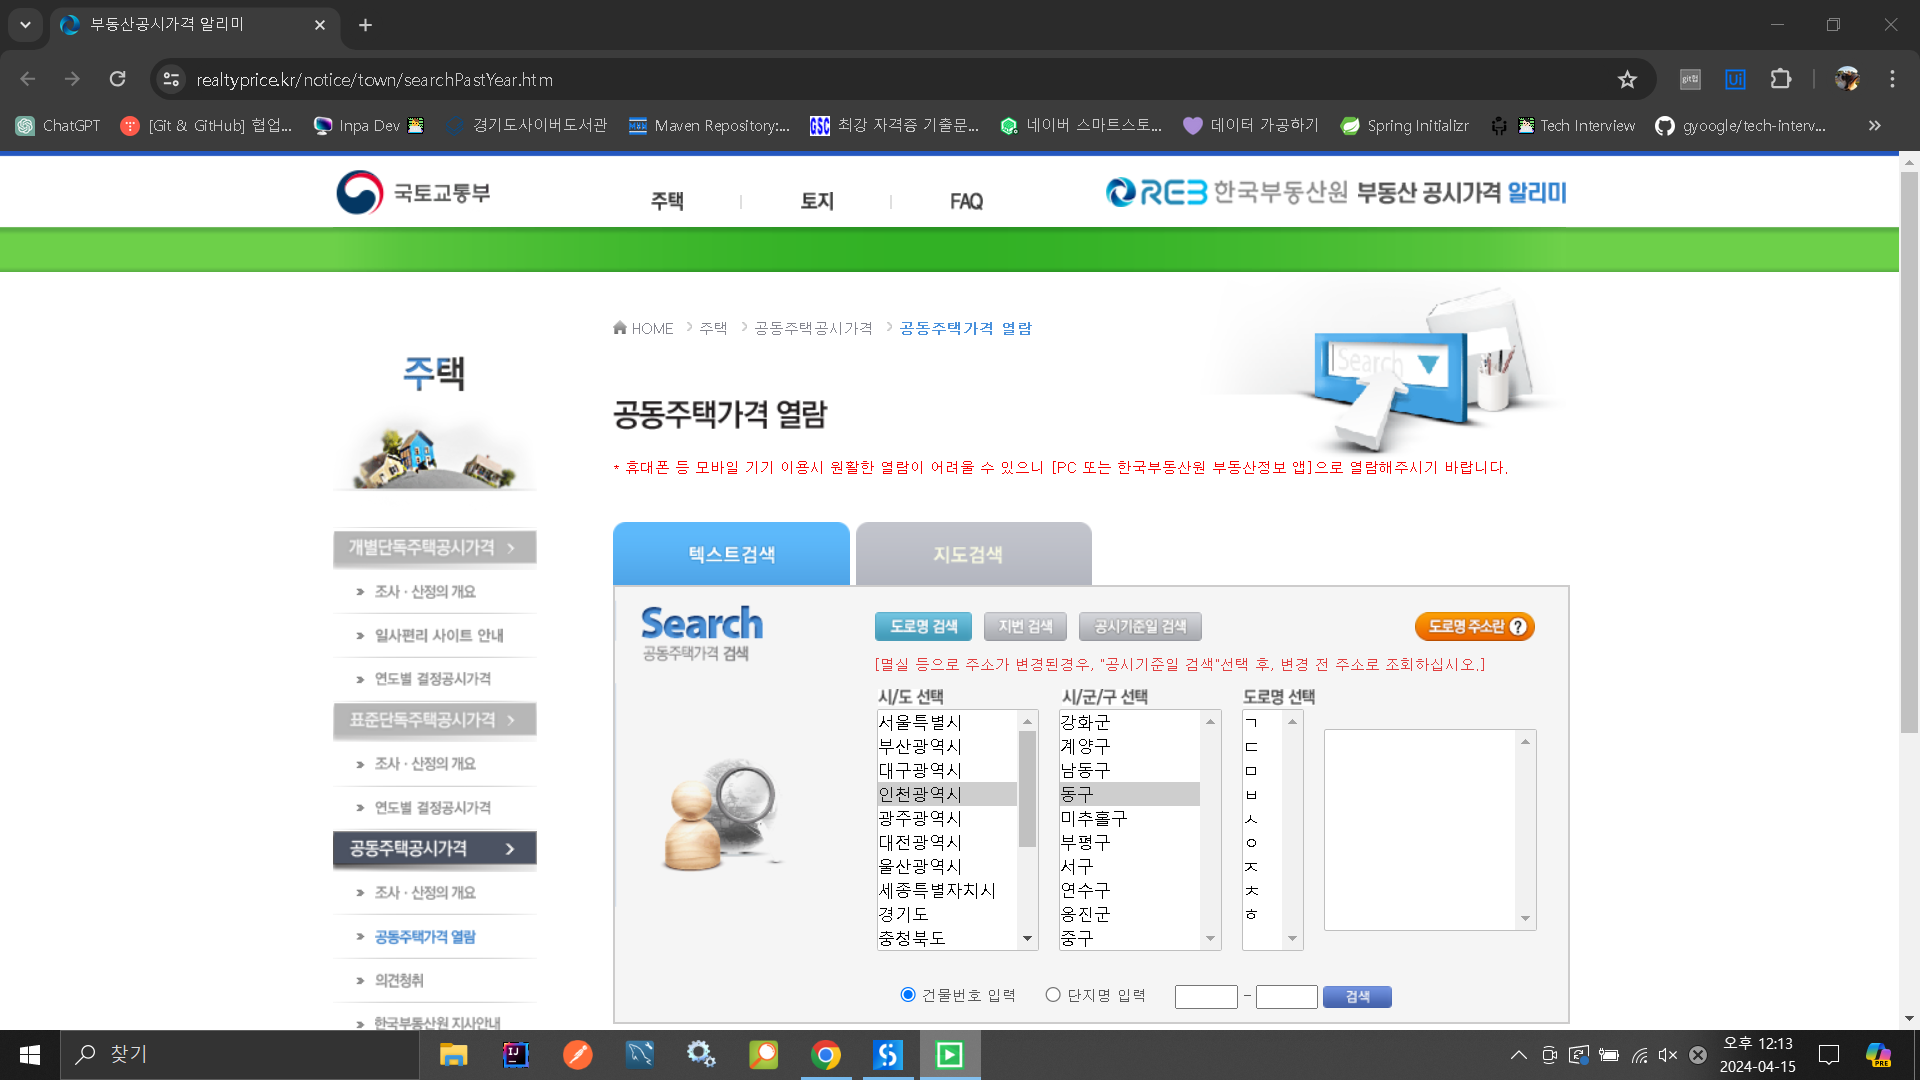 부동산공시가격 알리미
realtyprice.kr/notice/town/searchPastYear.htm
ChatGPT
[Git & GitHub] 협업...
Inpa Dev
경기도사이버도서관
Maven Repository:...
최강 자격증 기출문...
네이버 스마트스토...
데이터 가공하기
Spring Initializr
Tech Interview
gyoogle/tech-interv...
국토교통부
주택
토지
FAQ
REB 한국부동산원 부동산 공시가격 알리미
HOME > 주택 > 공동주택공시가격 > 공동주택가격 열람
주택
공동주택가격 열람
Search
* 휴대폰 등 모바일 기기 이용시 원활한 열람이 어려울 수 있으니 [PC 또는 한국부동산원 부동산정보 앱]으로 열람해주시기 바랍니다.
개별단독주택공시가격
조사 · 산정의 개요
일사편리 사이트 안내
연도별 결정공시가격
표준단독주택공시가격
조사 · 산정의 개요
연도별 결정공시가격
공동주택공시가격
조사 · 산정의 개요
공동주택가격 열람
의견청취
한국부동산원 지사안내
텍스트검색
지도검색
Search
공동주택가격 검색
도로명 검색
지번 검색
공시기준일 검색
도로명 주소란 ?
[멸실 등으로 주소가 변경된경우, "공시기준일 검색"선택 후, 변경 전 주소로 조회하십시오.]
시/도 선택
서울특별시
부산광역시
대구광역시
인천광역시
광주광역시
대전광역시
울산광역시
세종특별자치시
경기도
충청북도
시/군/구 선택
강화군
계양구
남동구
동구
미추홀구
부평구
서구
연수구
옹진군
중구
도로명 선택
ㄱ
ㄷ
ㅁ
ㅂ
ㅅ
ㅇ
ㅈ
ㅊ
ㅎ
건물번호 입력
단지명 입력
-
검색
찾기
오후 12:13
2024-04-15